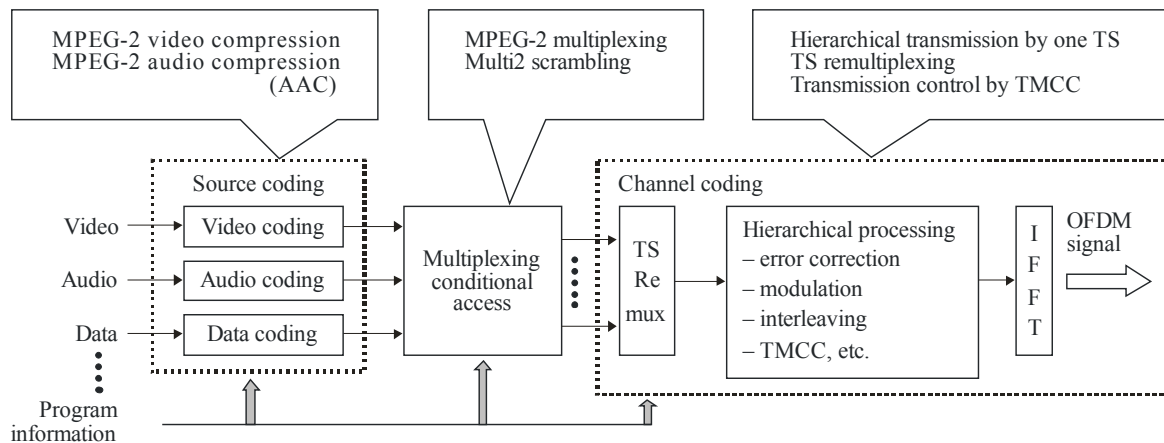 MPEG-2 video compression
MPEG-2 audio compression
(AAC)
MPEG-2 multiplexing
Multi2 scrambling
Hierarchical transmission by one TS
TS remultiplexing
Transmission control by TMCC
Source coding
Video
Video coding
Audio
Audio coding
Data
Data coding
Program
information
Multiplexing
conditional
access
Channel coding
TS
Re
mux
Hierarchical processing
– error correction
– modulation
– interleaving
– TMCC, etc.
I
F
F
T
OFDM
signal